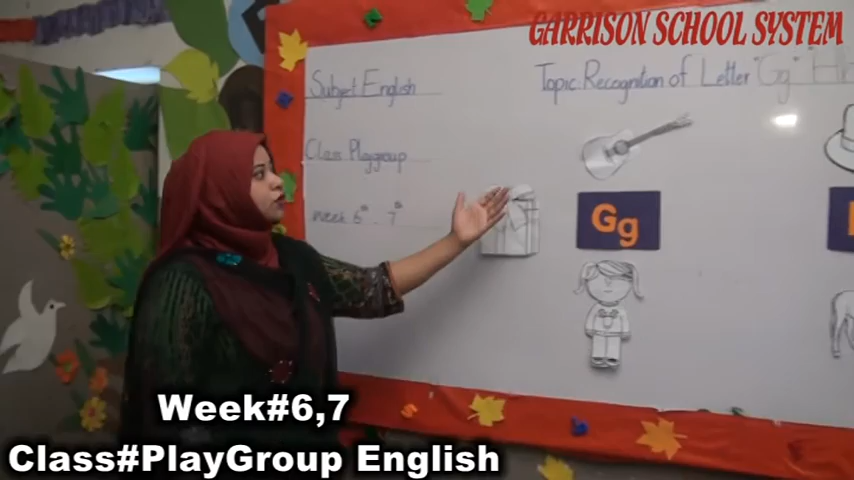 GARRISON SCHOOL SYSTEM
Subject English
Topic: Recognition of Letter "Gg"
Class Playgroup
Week 6th - 7th
Gg
Week#6,7
Class#PlayGroup English